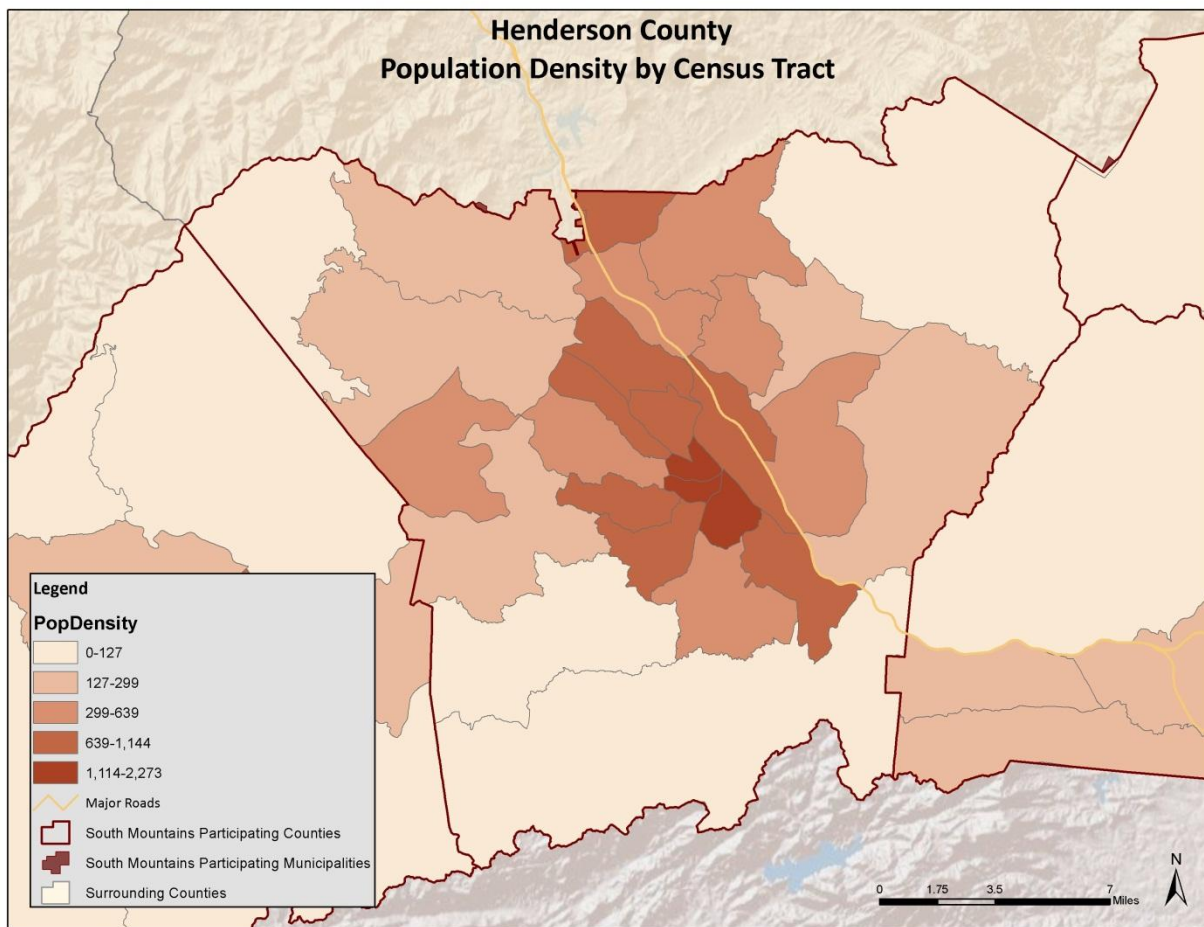 Henderson County
Population Density by Census Tract
Legend
PopDensity
0-127
127-299
299-639
639-1,144
1,114-2,273
Major Roads
South Mountains Participating Counties
South Mountains Participating Municipalities
Surrounding Counties
N
0 1.75 3.5 7
Miles